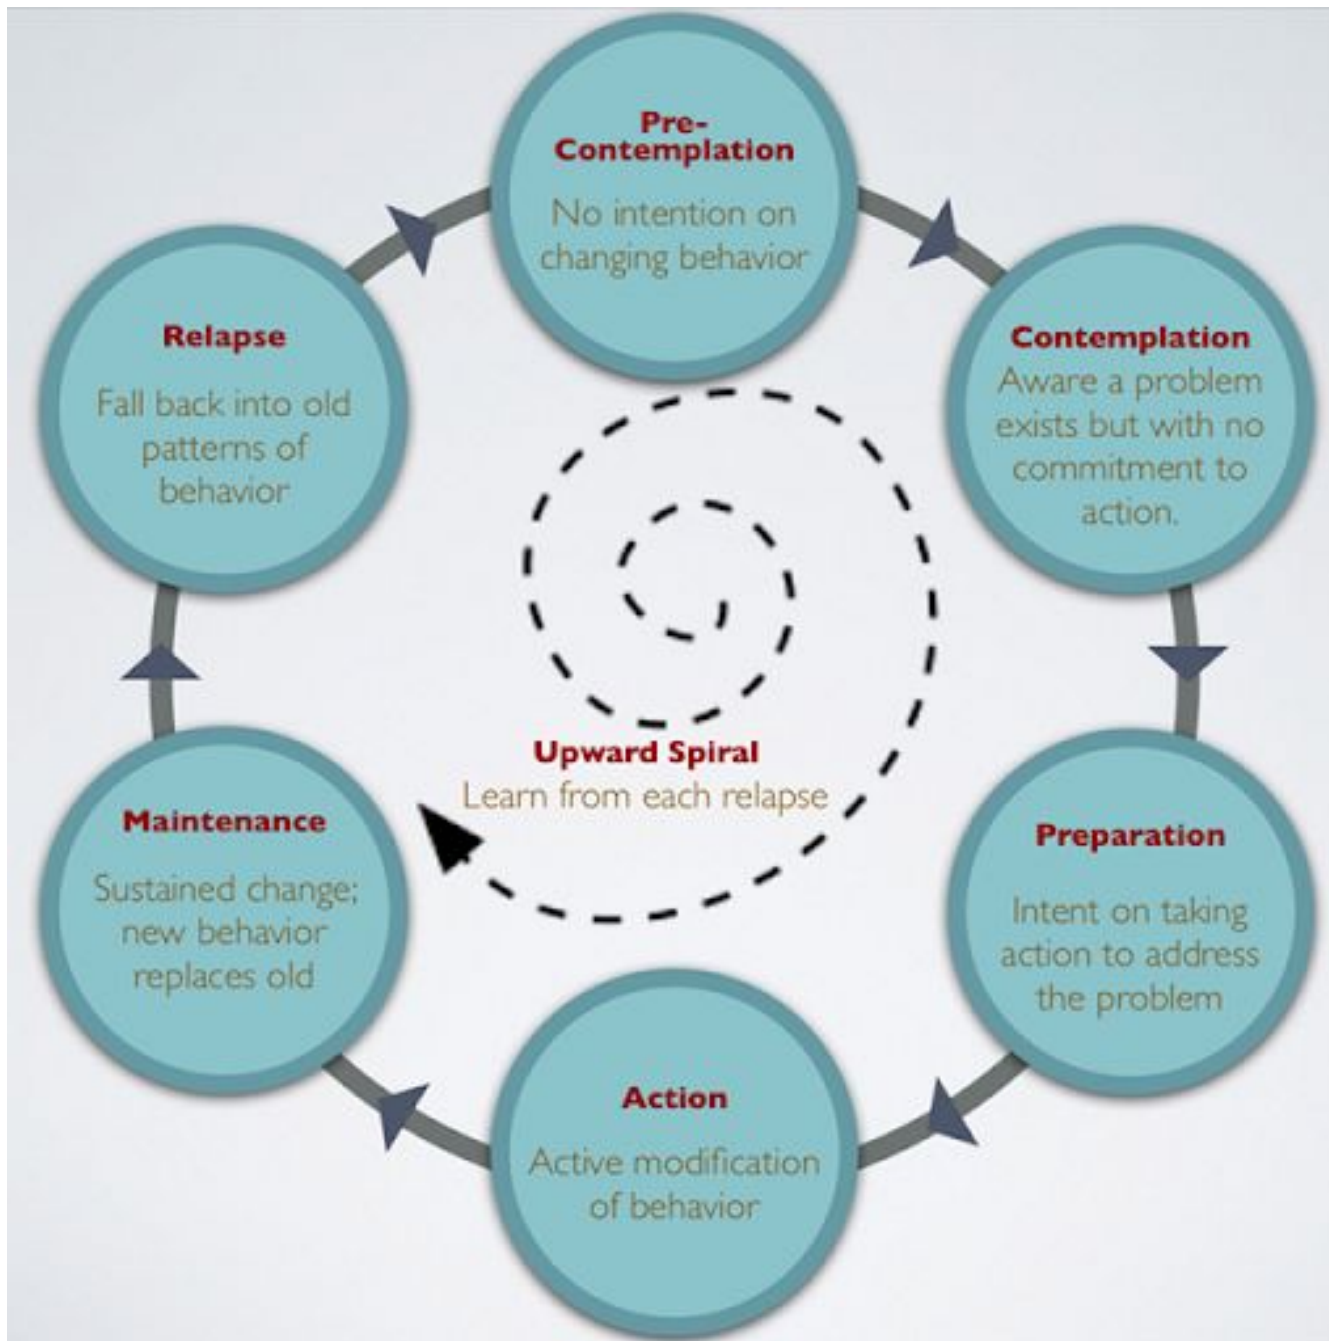 Pre-
Contemplation
No intention on
changing behavior
Contemplation
Aware a problem
exists but with no
commitment to
action.
Preparation
Intent on taking
action to address
the problem
Action
Active modification
of behavior
Maintenance
Sustained change;
new behavior
replaces old
Relapse
Fall back into old
patterns of
behavior
Upward Spiral
Learn from each relapse